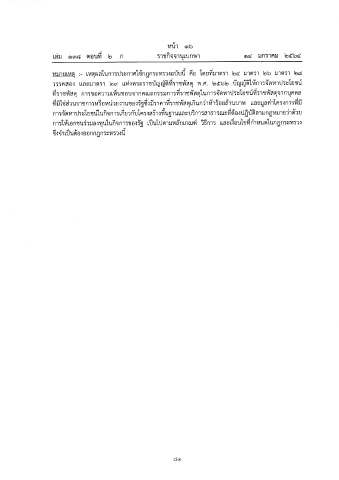 หน้า ๑๖
เล่ม ๑๓๘ ตอนที่ ๒ ก ราชกิจจานุเบกษา ๑๔ มกราคม ๒๕๖๔
หมายเหตุ :- เหตุผลในการประกาศใช้กฎกระทรวงฉบับนี้ คือ โดยที่มาตรา ๒๔ มาตรา ๒๖ มาตรา ๒๘
วรรคสอง และมาตรา ๒๙ แห่งพระราชบัญญัติที่ราชพัสดุ พ.ศ. ๒๕๖๒ บัญญัติให้การจัดหาประโยชน์
ที่ราชพัสดุ การขอความเห็นชอบจากคณะกรรมการที่ราชพัสดุในการจัดหาประโยชน์ที่ราชพัสดุจากบุคคล
ที่มิใช่ส่วนราชการหรือหน่วยงานของรัฐซึ่งมีราคาที่ราชพัสดุเกินกว่าห้าร้อยล้านบาท และมูลค่าโครงการที่มี
การจัดหาประโยชน์ในกิจการเกี่ยวกับโครงสร้างพื้นฐานและบริการสาธารณะที่ต้องปฏิบัติตามกฎหมายว่าด้วย
การให้เอกชนร่วมลงทุนในกิจการของรัฐ เป็นไปตามหลักเกณฑ์ วิธีการ และเงื่อนไขที่กำหนดในกฎกระทรวง
จึงจำเป็นต้องออกกฎกระทรวงนี้